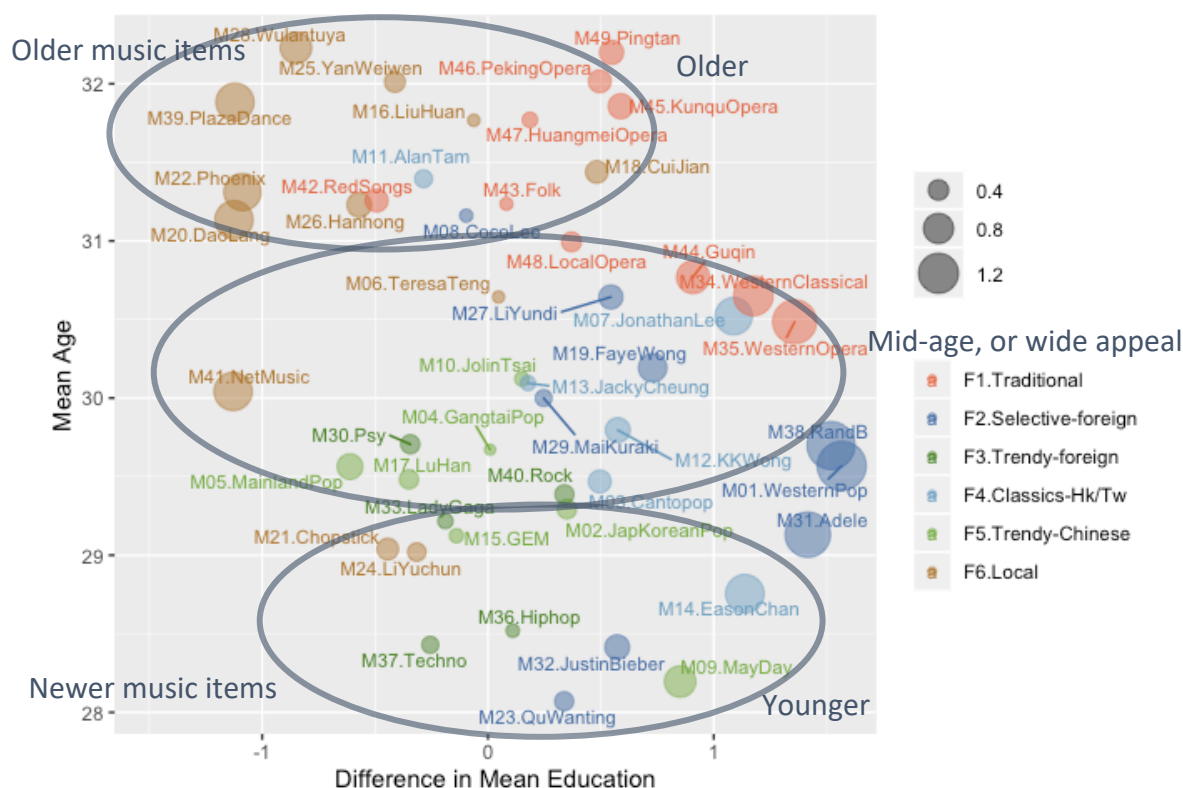 M28.Wulantuya
Older music items
M49.Pingtan
M25.YanWeiwen
M46.PekingOpera
Older
32
M39.PlazaDance
M16.LiuHuan
M45.KunquOpera
M47.HuangmeiOpera
M11.AlanTam
M18.CuiJian
M22.Phoenix
M42.RedSongs
M43.Folk
M20.DaoLang
M26.Hanhong
M08.CocoLee
31
M48.LocalOpera
M44.Guqin
M06.TeresaTeng
M34.WesternClassical
M27.LiYundi
M07.JonathanLee
M35.WesternOpera
M19.FayeWong
M10.JolinTsai
M41.NetMusic
M13.JackyCheung
30
M04.GangtaiPop
M30.Psy
M29.MaiKuraki
M38.RandB
M17.LuHan
M12.KKWong
M05.MainlandPop
M40.Rock
M01.WesternPop
M03.Cantopop
M33.LadyGaga
M31.Adele
M02.JapKoreanPop
M21.Chopstick
M15.GEM
29
M24.LiYuchun
M14.EasonChan
M36.Hiphop
M37.Techno
M32.JustinBieber
M09.MayDay
Newer music items
M23.QuWanting
Younger
28
-1
0
1
Difference in Mean Education
Mean Age
0.4
0.8
1.2
Mid-age, or wide appeal
a F1.Traditional
a F2.Selective-foreign
a F3.Trendy-foreign
a F4.Classics-Hk/Tw
a F5.Trendy-Chinese
a F6.Local